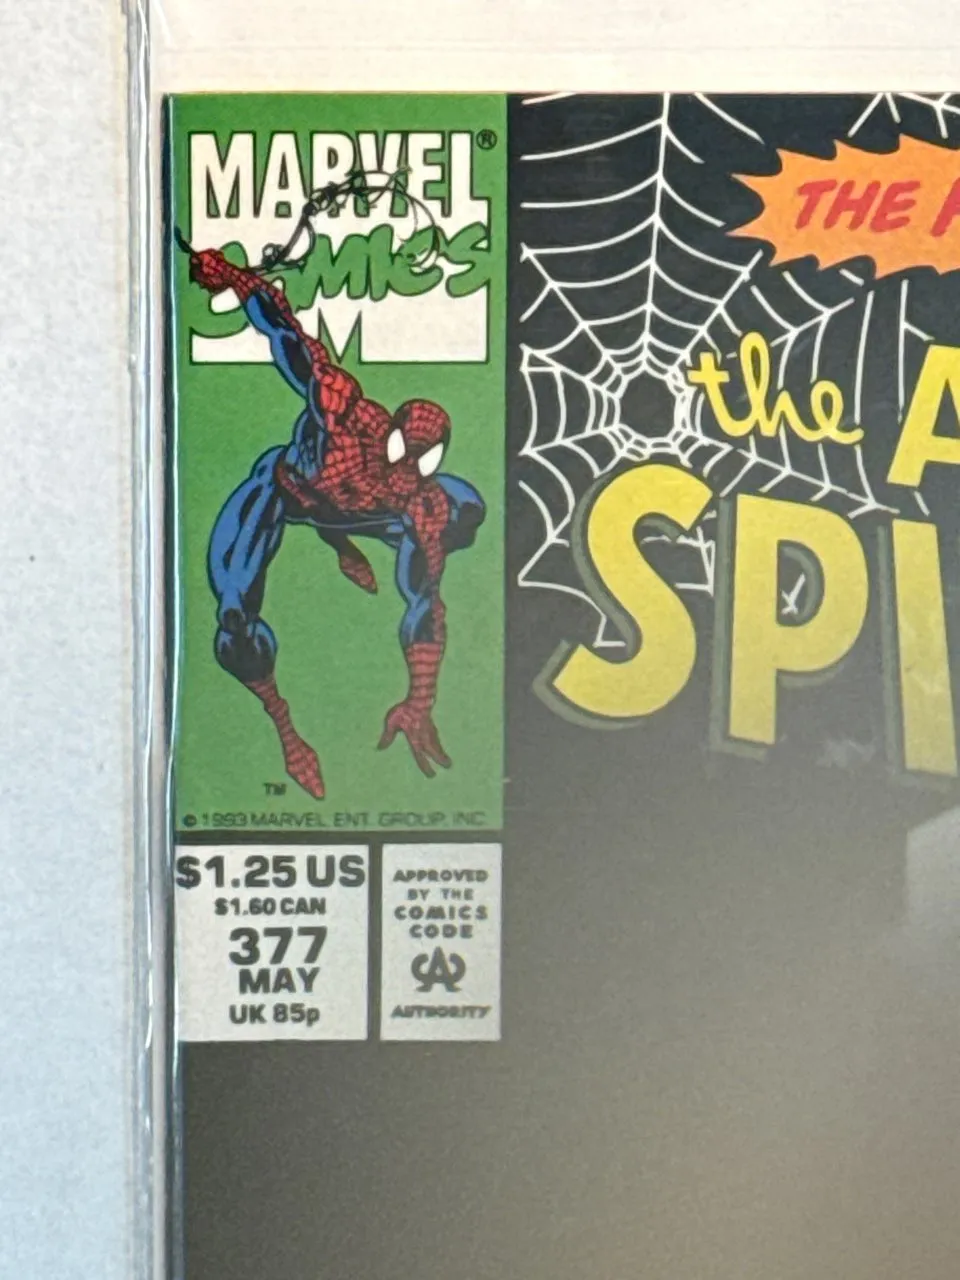 MARVEL®
COMICS
M
THE
the A
SPI
TM
© 1993 MARVEL ENT. GROUP, INC.
$1.25 US
$1.60 CAN
377
MAY
UK 85p
APPROVED
BY THE
COMICS
CODE
CA
AUTHORITY